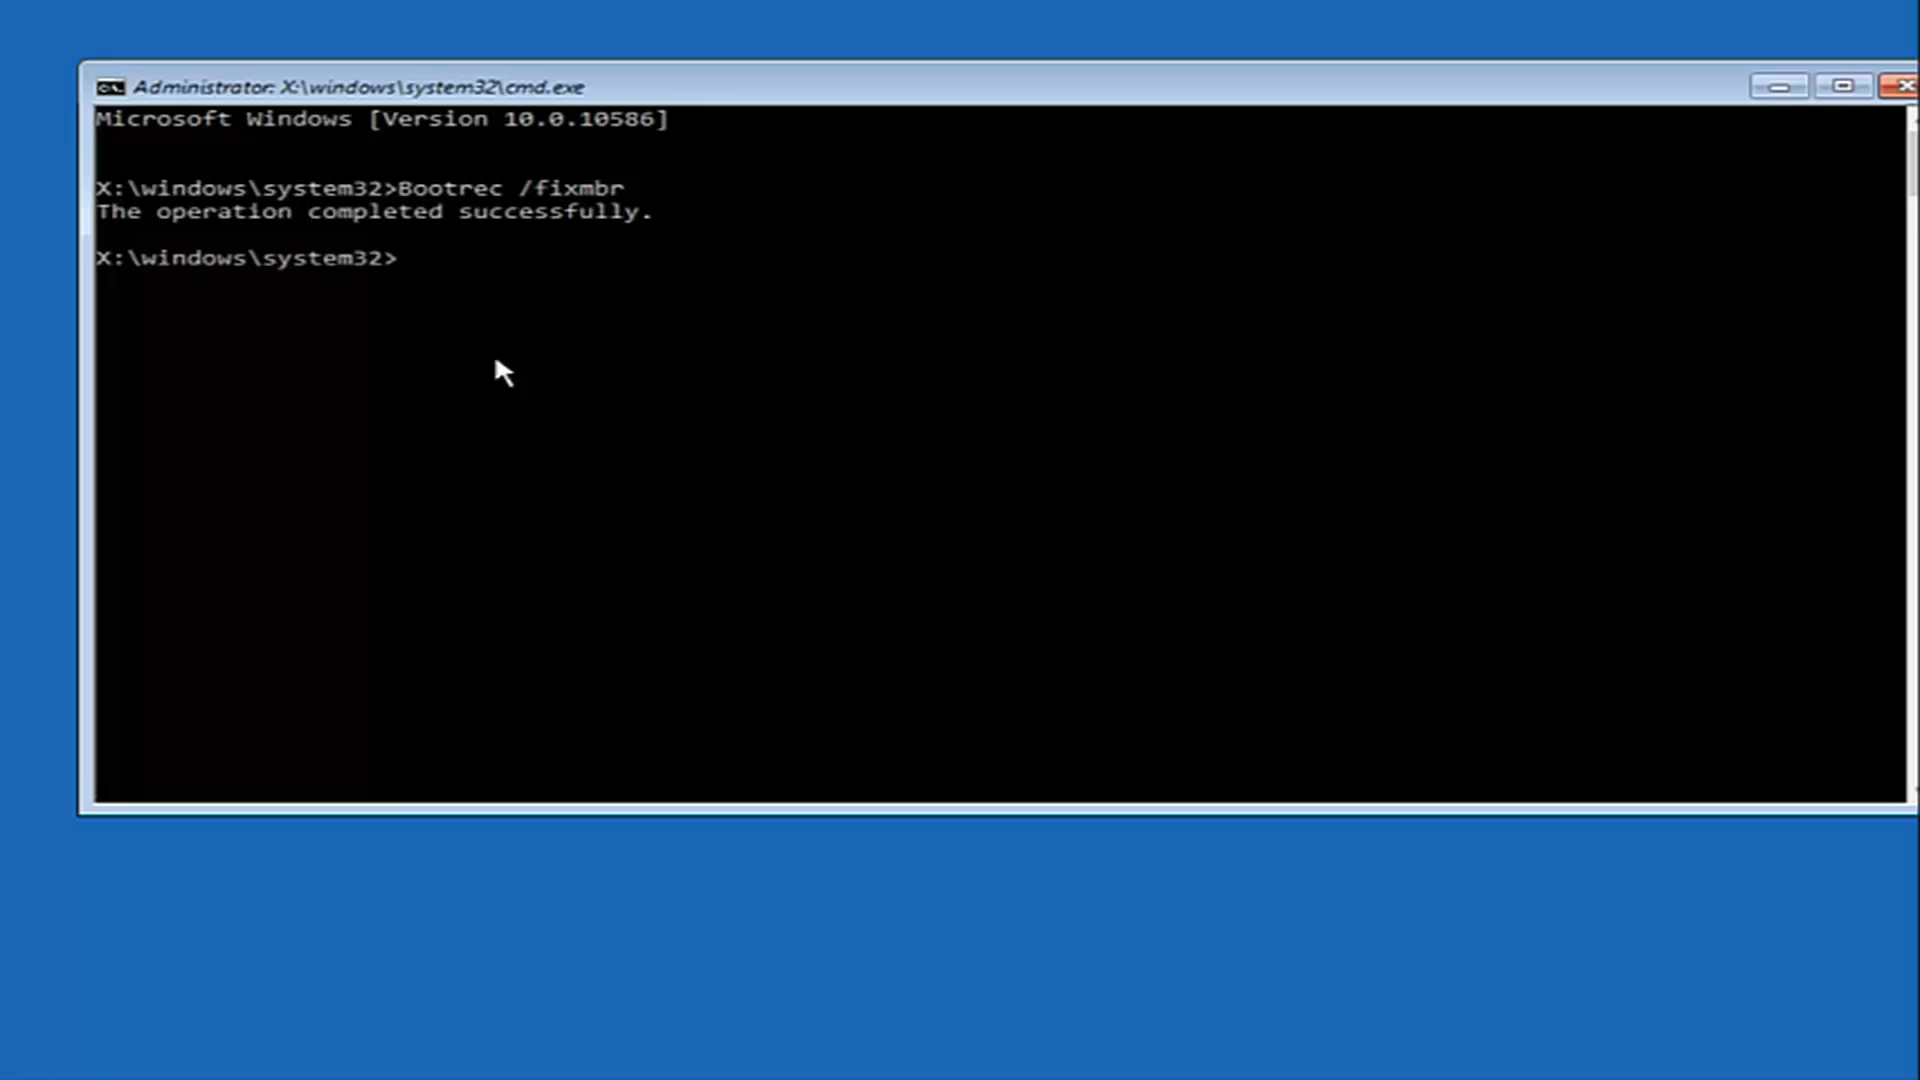 Administrator: X:\windows\system32\cmd.exe
Microsoft Windows [Version 10.0.10586]
X:\windows\system32>Bootrec /fixmbr
The operation completed successfully.
X:\windows\system32>